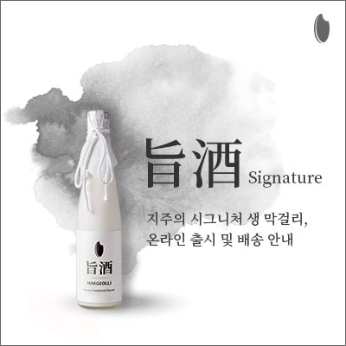 旨酒 Signature
지주의 시그니처 생 막걸리,
온라인 출시 및 배송 안내
旨酒